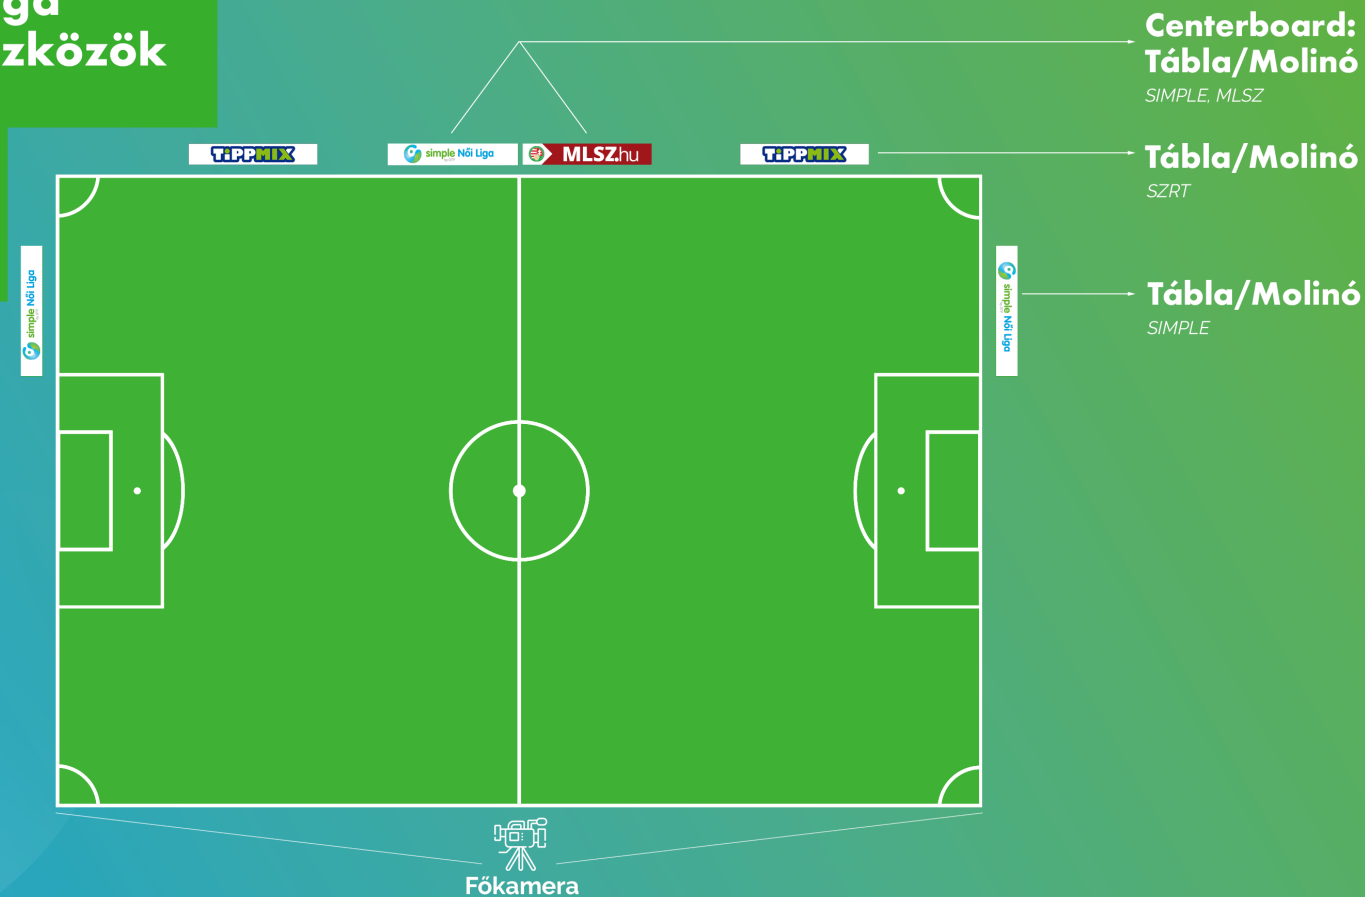 ga
zközök
Centerboard:
Tábla/Molinó
SIMPLE, MLSZ
TiPPMIX
simple Női Liga
MLSZ.hu
TiPPMIX
Tábla/Molinó
SZRT
simple Női Liga
simple Női Liga
Tábla/Molinó
SIMPLE
Főkamera